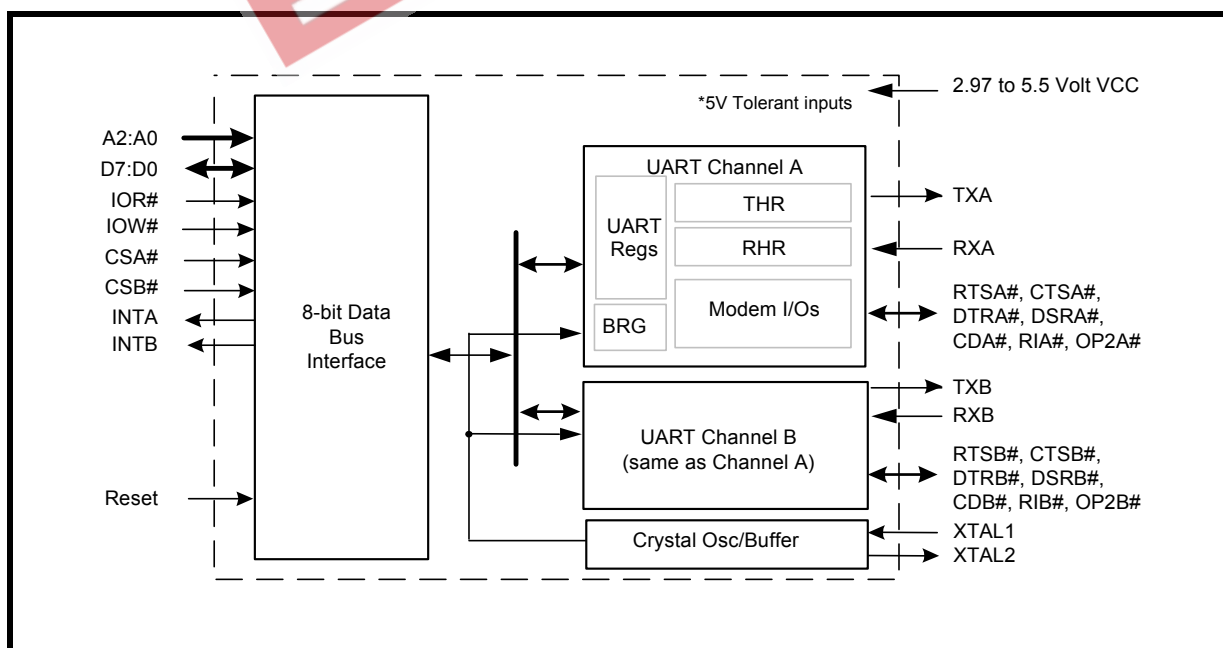 2.97 to 5.5 Volt VCC
*5V Tolerant inputs
A2:A0
D7:D0
IOR#
IOW#
CSA#
CSB#
INTA
INTB
Reset
8-bit Data
Bus
Interface
UART Channel A
UART
Regs
THR
RHR
BRG
Modem I/Os
UART Channel B
(same as Channel A)
Crystal Osc/Buffer
TXA
RXA
RTSA#, CTSA#,
DTRA#, DSRA#,
CDA#, RIA#, OP2A#
TXB
RXB
RTSB#, CTSB#,
DTRB#, DSRB#,
CDB#, RIB#, OP2B#
XTAL1
XTAL2